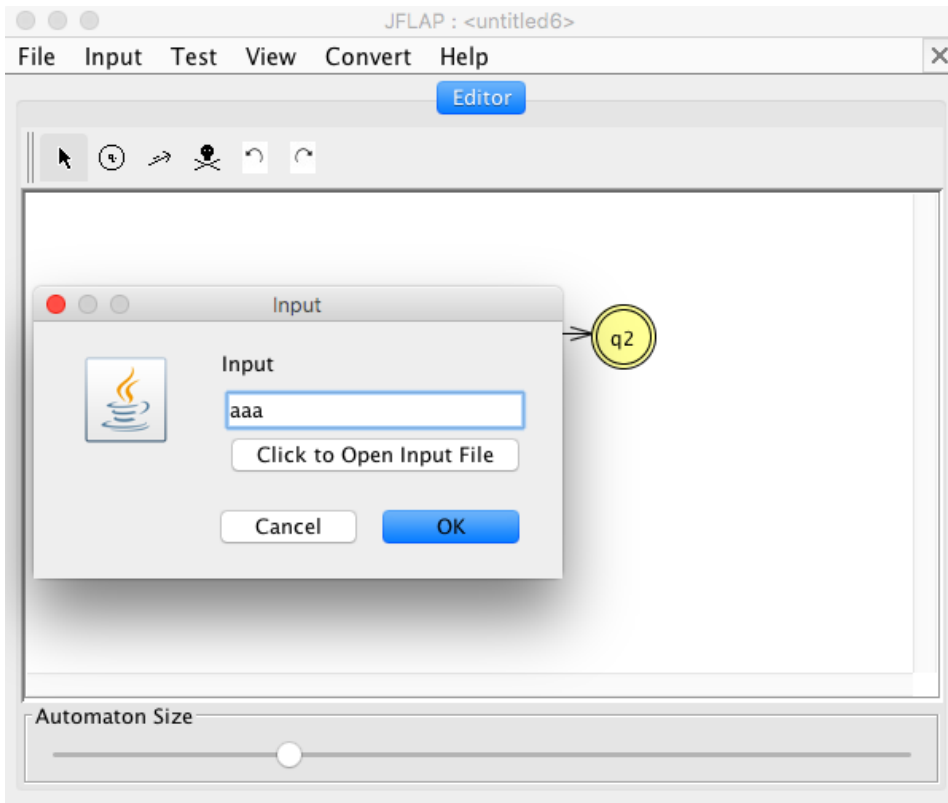 JFLAP : <untitled6>
File Input Test View Convert Help
Editor
Input
Input
aaa
Click to Open Input File
Cancel OK
q2
Automaton Size